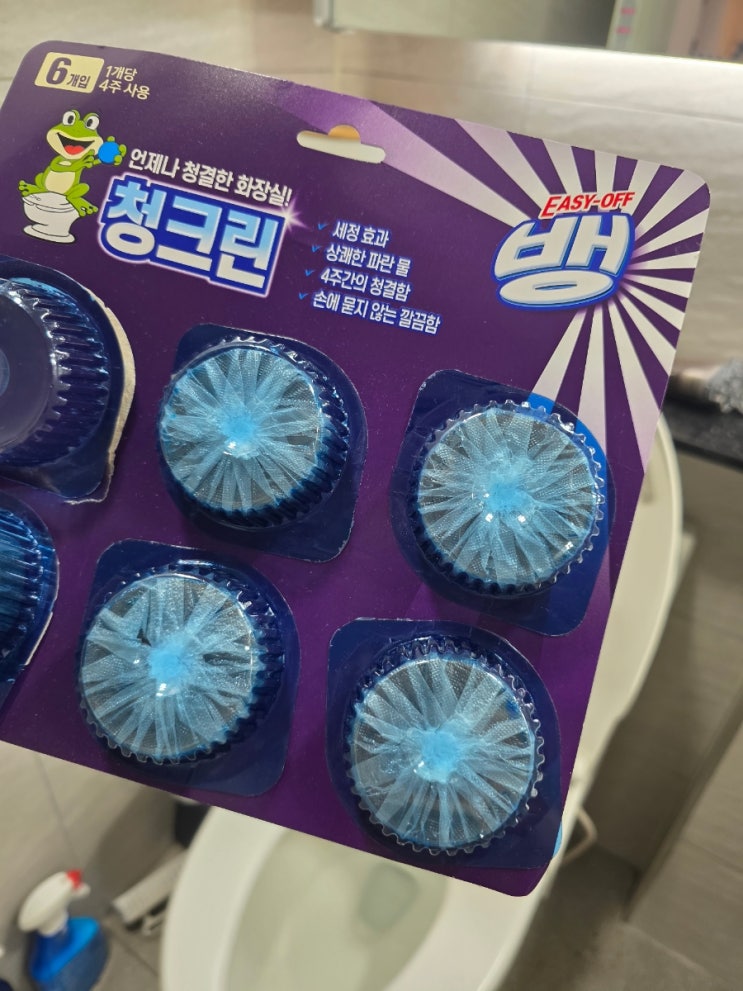 6개입
1개당
4주 사용
언제나 청결한 화장실!
청크린
세정 효과
상쾌한 파란 물
4주간의 청결함
손에 묻지 않는 깔끔함
EASY-OFF
뱅